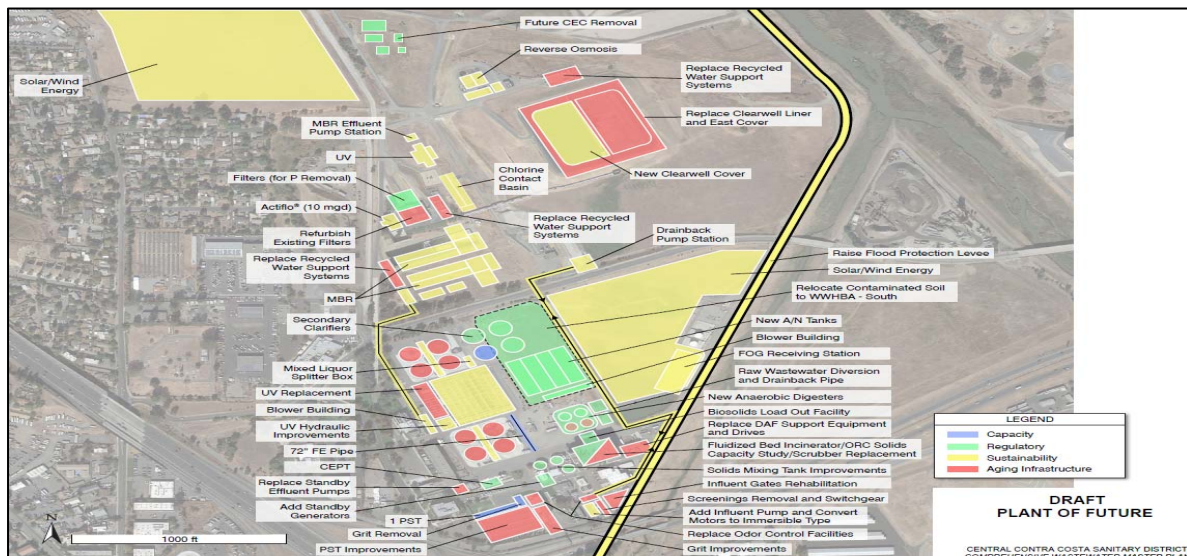 Future CEC Removal
Reverse Osmosis
Solar/Wind
Energy
Replace Recycled
Water Support
Systems
Replace Clearwell Liner
and East Cover
MBR Effluent
Pump Station
UV
Filters (for P Removal)
Chlorine
Contact
Basin
New Clearwell Cover
Actiflo® (10 mgd)
Refurbish
Existing Filters
Replace Recycled
Water Support
Systems
Drainback
Pump Station
Replace Recycled
Water Support
Systems
MBR
Raise Flood Protection Levee
Solar/Wind Energy
Relocate Contaminated Soil
to WWHBA - South
Secondary
Clarifiers
New A/N Tanks
Blower Building
Mixed Liquor
Splitter Box
FOG Receiving Station
UV Replacement
Raw Wastewater Diversion
and Drainback Pipe
Blower Building
New Anaerobic Digesters
UV Hydraulic
Improvements
Biosolids Load Out Facility
Replace DAF Support Equipment
and Drives
72" FE Pipe
Fluidized Bed Incinerator/ORC Solids
Capacity Study/Scrubber Replacement
CEPT
Solids Mixing Tank Improvements
Replace Standby
Effluent Pumps
Influent Gates Rehabilitation
Screenings Removal and Switchgear
Add Standby
Generators
Add Influent Pump and Convert
Motors to Immersible Type
1 PST
Replace Odor Control Facilities
Grit Removal
Grit Improvements
PST Improvements
N
1000 ft
LEGEND
Capacity
Regulatory
Sustainability
Aging Infrastructure
DRAFT
PLANT OF FUTURE
CENTRAL CONTRA COSTA SANITARY DISTRICT
COMPREHENSIVE WASTEWATER MASTER PLAN